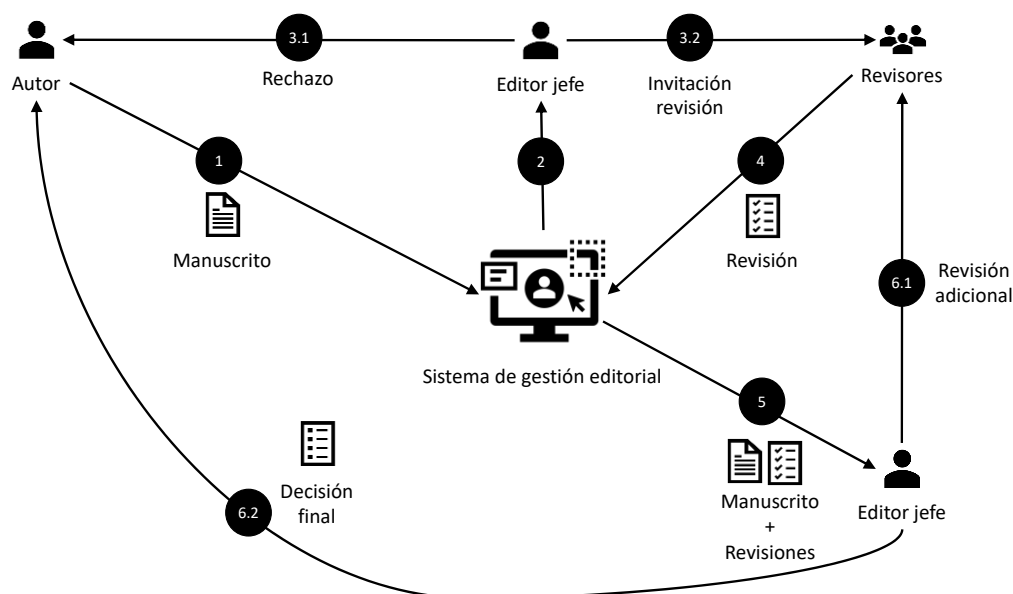 3.1
3.2
Rechazo
Autor
Editor jefe
Invitación
revisión
Revisores
1
2
4
Manuscrito
Revisión
6.1
Revisión
adicional
Sistema de gestión editorial
5
Decisión
final
6.2
Manuscrito
+
Revisiones
Editor jefe